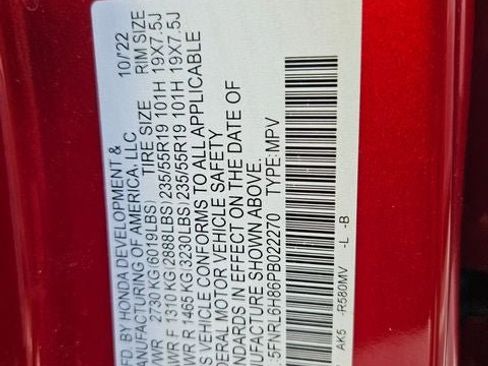 MFD. BY HONDA DEVELOPMENT & 10/22
MANUFACTURING OF AMERICA, LLC
TIRE SIZE RIM SIZE
GVWR 2730 KG(6019LBS)
GAWR F 1310 KG(2888LBS) 235/55R19 101H 19X7.5J
GAWR R 1465 KG(3230LBS) 235/55R19 101H 19X7.5J
THIS VEHICLE CONFORMS TO ALL APPLICABLE
FEDERAL MOTOR VEHICLE SAFETY
STANDARDS IN EFFECT ON THE DATE OF
MANUFACTURE SHOWN ABOVE.
5FNRL6H86PB022270 TYPE:MPV
AK5 -R580MV -L -B